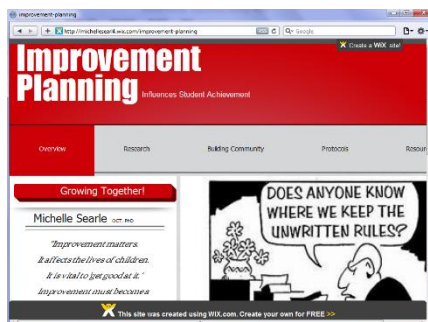 improvement-planning
http://michellesearle.wix.com/improvement-planning
Google
Create a WIX site!
Improvement
Planning Influences Student Achievement
Overview Research Building Community Protocols Resour
Growing Together!
Michelle Searle OCT, PhD
"Improvement matters.
It affects the lives of children.
It is vital to 'get good at it.'
Improvement must become a
DOES ANYONE KNOW
WHERE WE KEEP THE
UNWRITTEN RULES?
This site was created using WIX.com. Create your own for FREE >>